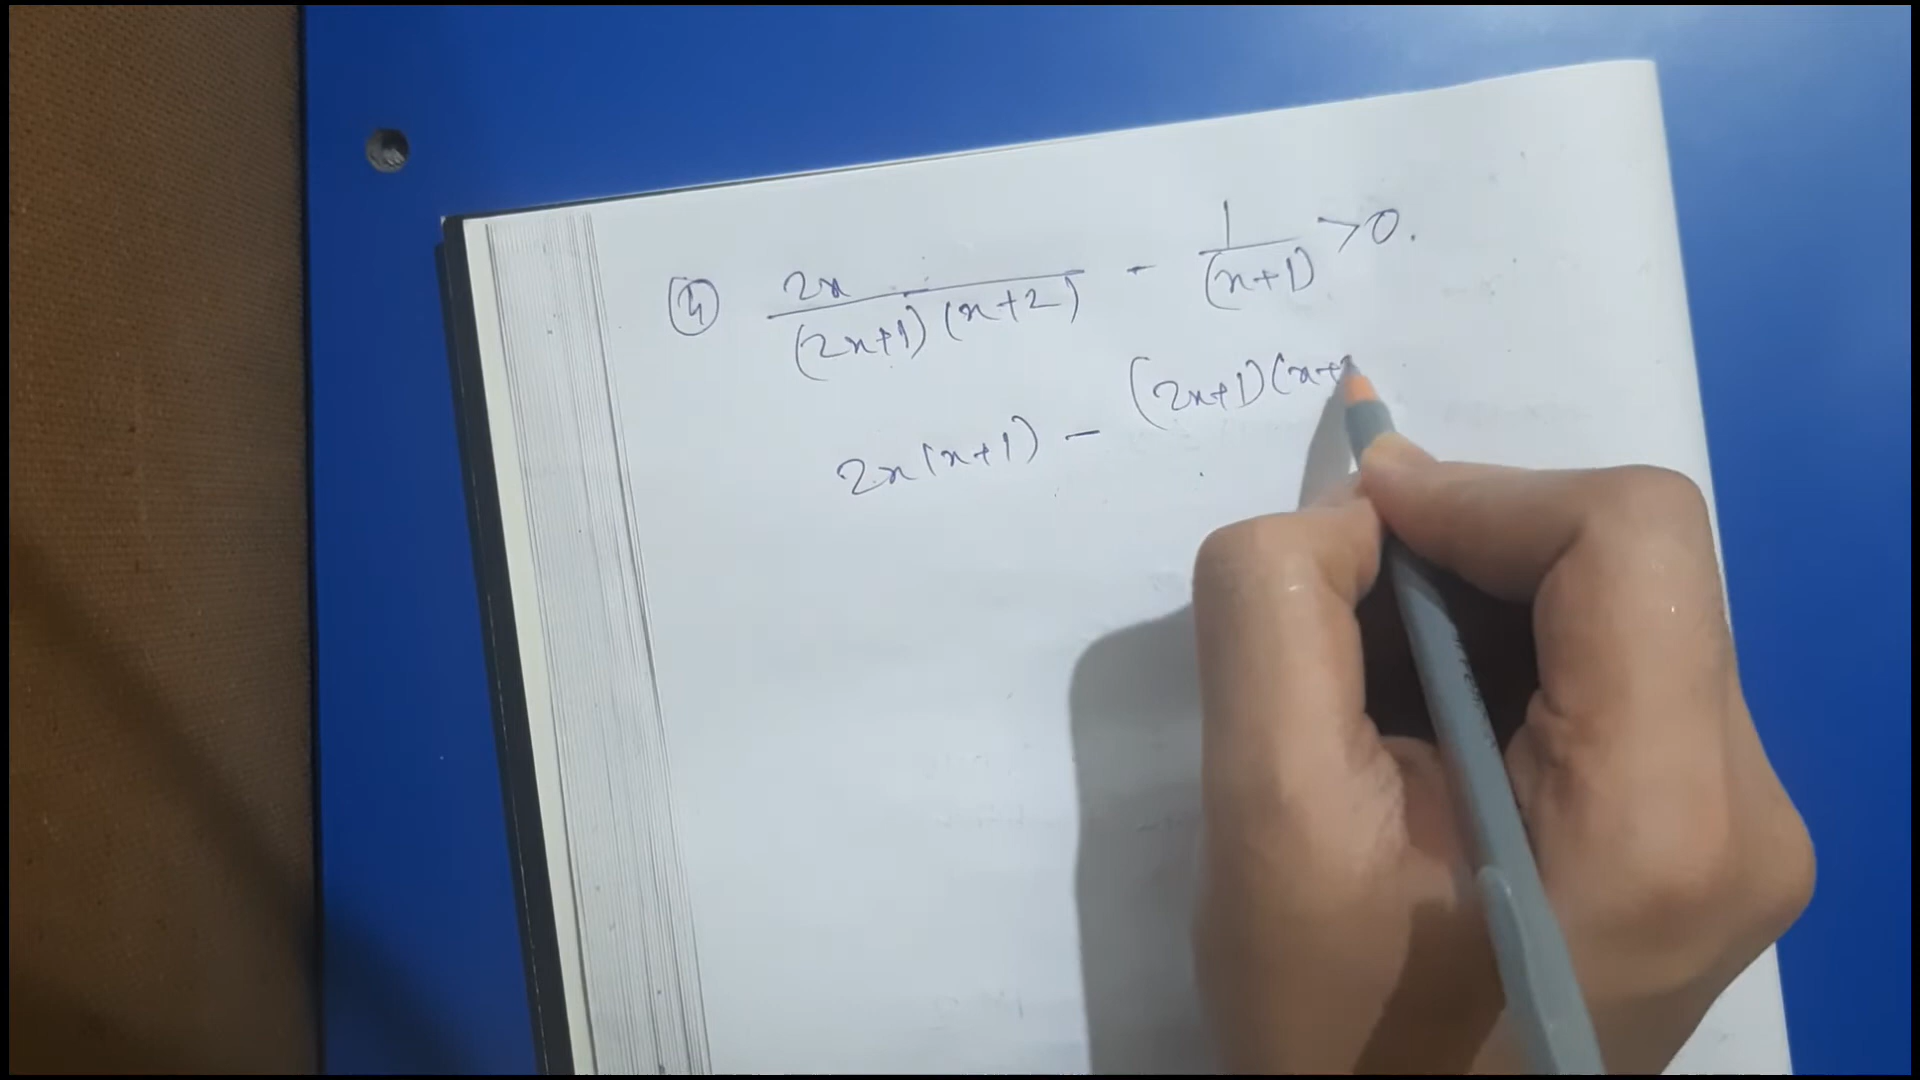 ④ 2x/((2x+1)(x+2)) - 1/(x+1) > 0.
2x(x+1) - (2x+1)(x+